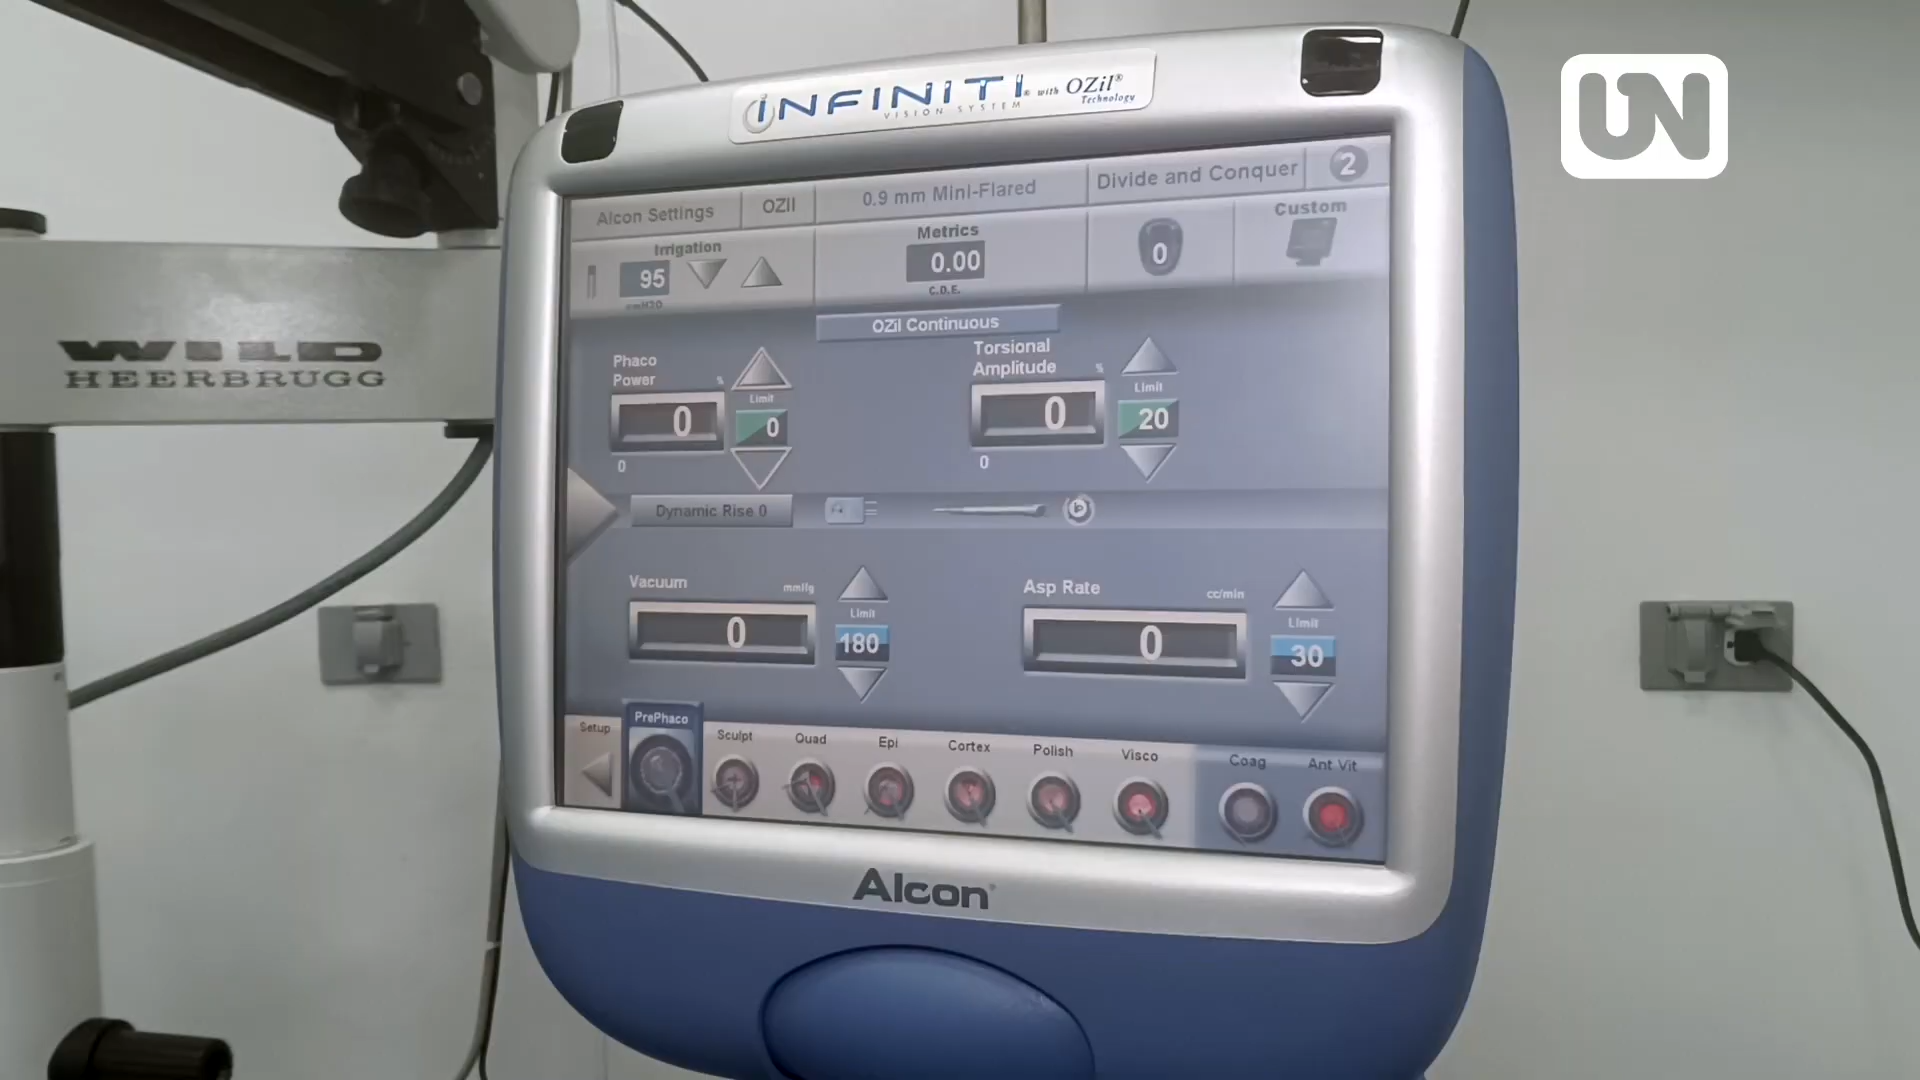 INFINITI® with OZil®
VISION SYSTEM Technology
UN
Alcon Settings
OZil
0.9 mm Mini-Flared
Divide and Conquer
2
Irrigation
95
cmH2O
Metrics
0.00
C.D.E.
0
Custom
WILD
HEERBRUGG
OZil Continuous
Phaco
Power %
0
Limit
0
0
Torsional
Amplitude %
0
Limit
20
0
Dynamic Rise 0
Vacuum mmHg
0
Limit
180
Asp Rate cc/min
0
Limit
30
Setup
PrePhaco
Sculpt
Quad
Epi
Cortex
Polish
Visco
Coag
Ant Vit
Alcon®